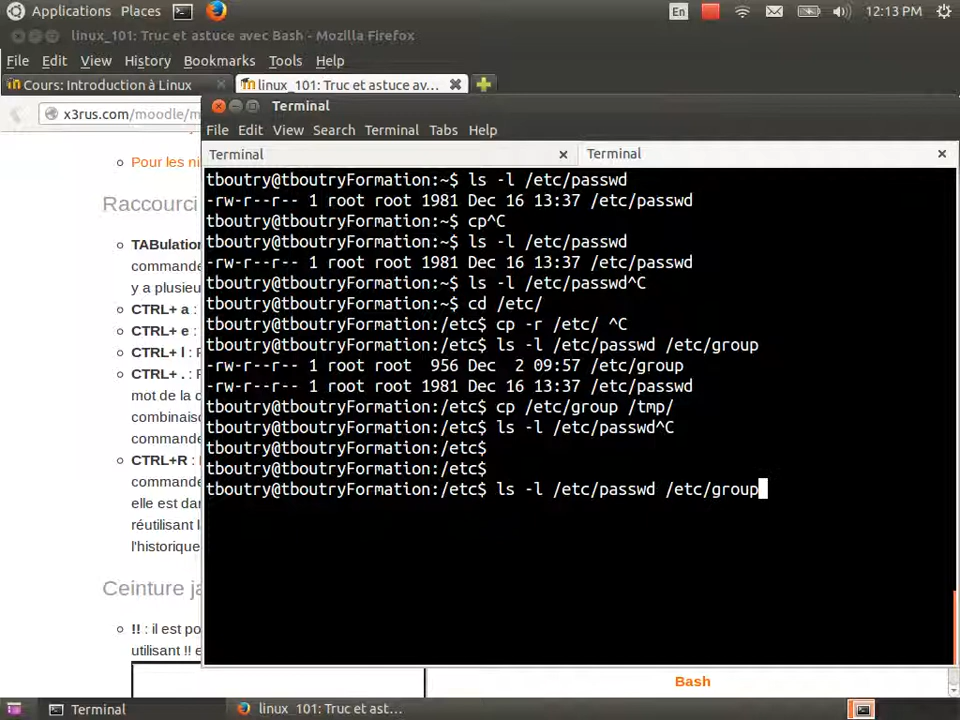 Applications Places En 12:13 PM
linux_101: Truc et astuce avec Bash - Mozilla Firefox
File Edit View History Bookmarks Tools Help
Cours: Introduction à Linux linux_101: Truc et astuce av...
x3rus.com/moodle/m
Terminal
File Edit View Search Terminal Tabs Help
Terminal Terminal
Pour les ni
Raccourci
TABulation
commande
y a plusieu
CTRL+ a :
CTRL+ e :
CTRL+ l :
CTRL+ . :
mot de la c
combinais
commande
CTRL+R :
commande
elle est dan
réutilisant l
l'historique
Ceinture ja
!! : il est po
utilisant !! e
tboutry@tboutryFormation:~$ ls -l /etc/passwd
-rw-r--r-- 1 root root 1981 Dec 16 13:37 /etc/passwd
tboutry@tboutryFormation:~$ cp^C
tboutry@tboutryFormation:~$ ls -l /etc/passwd
-rw-r--r-- 1 root root 1981 Dec 16 13:37 /etc/passwd
tboutry@tboutryFormation:~$ ls -l /etc/passwd^C
tboutry@tboutryFormation:~$ cd /etc/
tboutry@tboutryFormation:/etc$ cp -r /etc/ ^C
tboutry@tboutryFormation:/etc$ ls -l /etc/passwd /etc/group
-rw-r--r-- 1 root root  956 Dec  2 09:57 /etc/group
-rw-r--r-- 1 root root 1981 Dec 16 13:37 /etc/passwd
tboutry@tboutryFormation:/etc$ cp /etc/group /tmp/
tboutry@tboutryFormation:/etc$ ls -l /etc/passwd^C
tboutry@tboutryFormation:/etc$
tboutry@tboutryFormation:/etc$
tboutry@tboutryFormation:/etc$ ls -l /etc/passwd /etc/group
Bash
Terminal linux_101: Truc et ast...